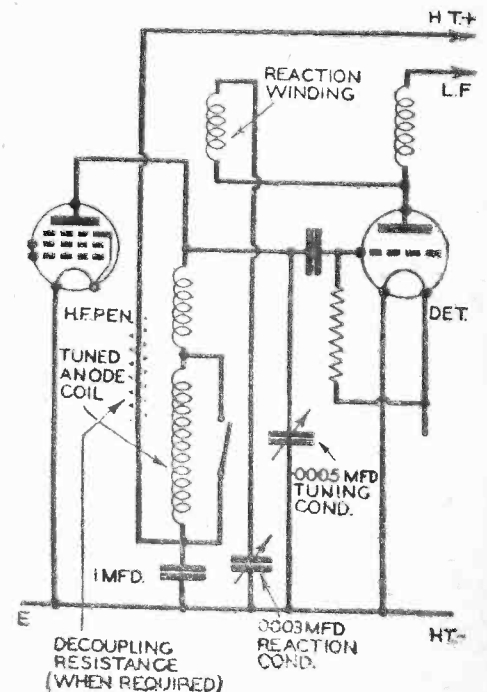 H.T.+
REACTION
WINDING
L.F
H.F.PEN.
DET.
TUNED
ANODE
COIL
·0005 MFD
TUNING
COND.
1 MFD.
E
·0003 MFD
REACTION
COND.
HT-
DECOUPLING
RESISTANCE
(WHEN REQUIRED)